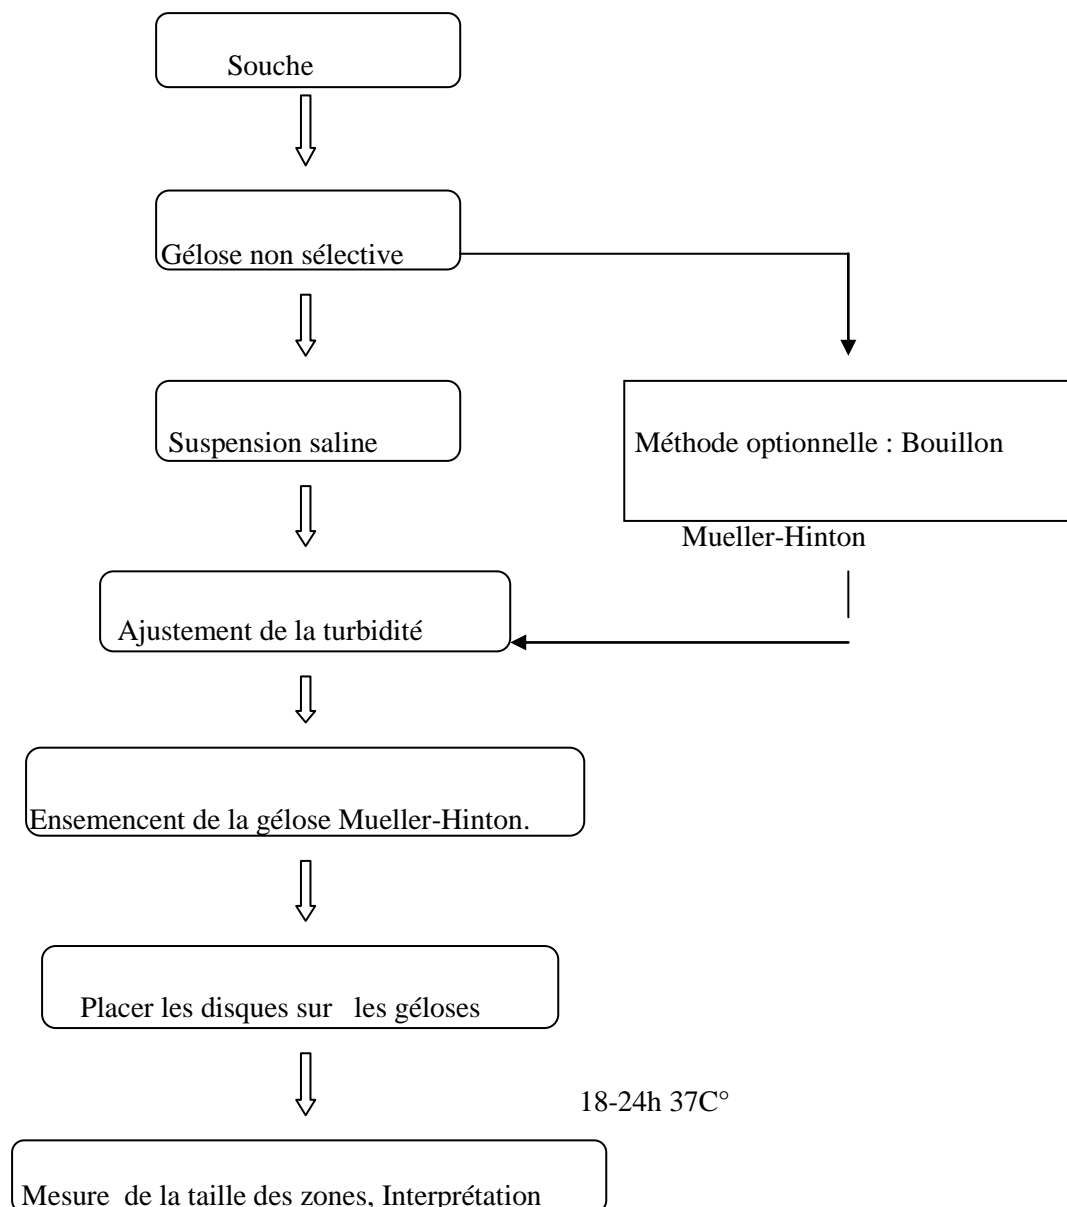 Souche
Gélose non sélective
Suspension saline
Méthode optionnelle : Bouillon
Mueller-Hinton
Ajustement de la turbidité
Ensemencent de la gélose Mueller-Hinton.
Placer les disques sur les géloses
18-24h 37C°
Mesure de la taille des zones, Interprétation